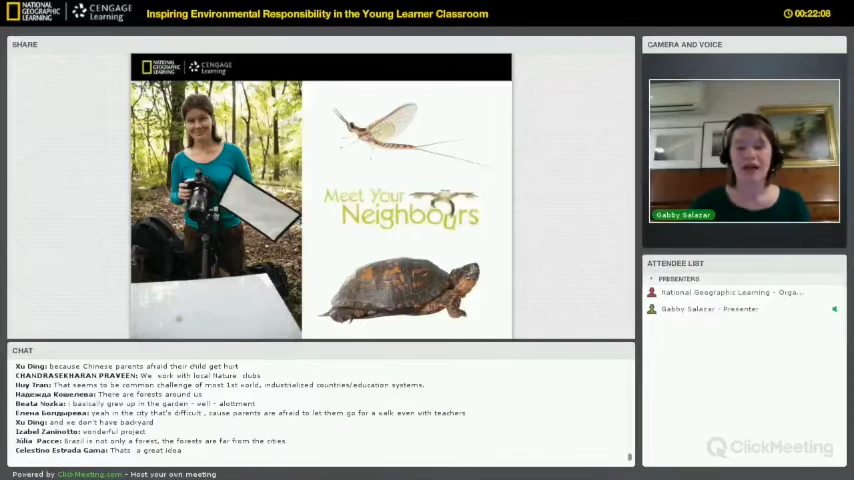 NATIONAL
GEOGRAPHIC
LEARNING
CENGAGE
Learning
Inspiring Environmental Responsibility in the Young Learner Classroom
00:22:08
SHARE
NATIONAL
GEOGRAPHIC
LEARNING
CENGAGE
Learning
Meet Your
Neighbours
CAMERA AND VOICE
Gabby Salazar
ATTENDEE LIST
PRESENTERS
National Geographic Learning - Orga...
Gabby Salazar - Presenter
CHAT
Xu Ding: because Chinese parents afraid their child get hurt
CHANDRASEKHARAN PRAVEEN: We work with local Nature clubs
Huy Tran: That seems to be common challenge of most 1st world, industrialized countries/education systems.
Надежда Кошелева: There are forests around us
Beata Nozka: I basically grew up in the garden - well - alottment
Елена Болдырева: yeah in the city that's difficult , cause parents are afraid to let them go for a walk even with teachers
Xu Ding: and we don't have backyard
Izabel Zaninotto: wonderful project
Júlia Pacce: Brazil is not only a forest, the forests are far from the cities
Celestino Estrada Gama: Thats a great idea
ClickMeeting
Powered by ClickMeeting.com - Host your own meeting